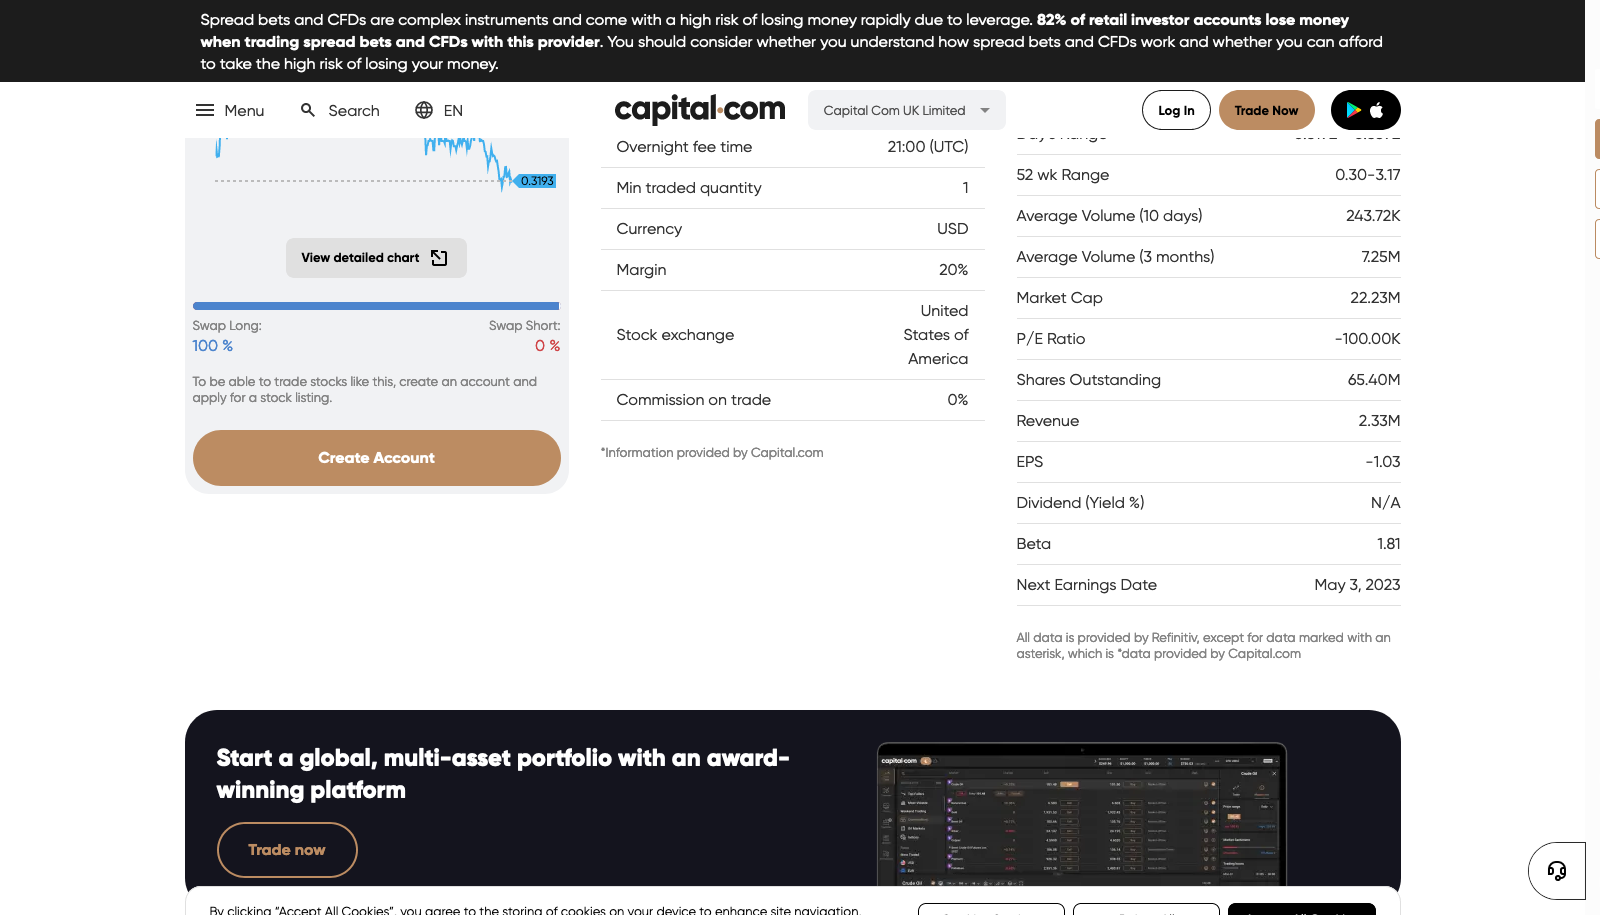 Spread bets and CFDs are complex instruments and come with a high risk of losing money rapidly due to leverage. 82% of retail investor accounts lose money
when trading spread bets and CFDs with this provider. You should consider whether you understand how spread bets and CFDs work and whether you can afford
to take the high risk of losing your money.
Menu
Search
EN
capital.com
Capital Com UK Limited
Log In
Trade Now
0.3193
View detailed chart
Swap Long:
Swap Short:
100 %
0 %
To be able to trade stocks like this, create an account and
apply for a stock listing.
Create Account
Overnight fee time 21:00 (UTC)
Min traded quantity 1
Currency USD
Margin 20%
Stock exchange United
States of
America
Commission on trade 0%
*Information provided by Capital.com
52 wk Range 0.30-3.17
Average Volume (10 days) 243.72K
Average Volume (3 months) 7.25M
Market Cap 22.23M
P/E Ratio -100.00K
Shares Outstanding 65.40M
Revenue 2.33M
EPS -1.03
Dividend (Yield %) N/A
Beta 1.81
Next Earnings Date May 3, 2023
All data is provided by Refinitiv, except for data marked with an
asterisk, which is *data provided by Capital.com
Start a global, multi-asset portfolio with an award-
winning platform
Trade now
capital.com
Crude Oil
Crude Oil
By clicking “Accept All Cookies”, you agree to the storing of cookies on your device to enhance site navigation,